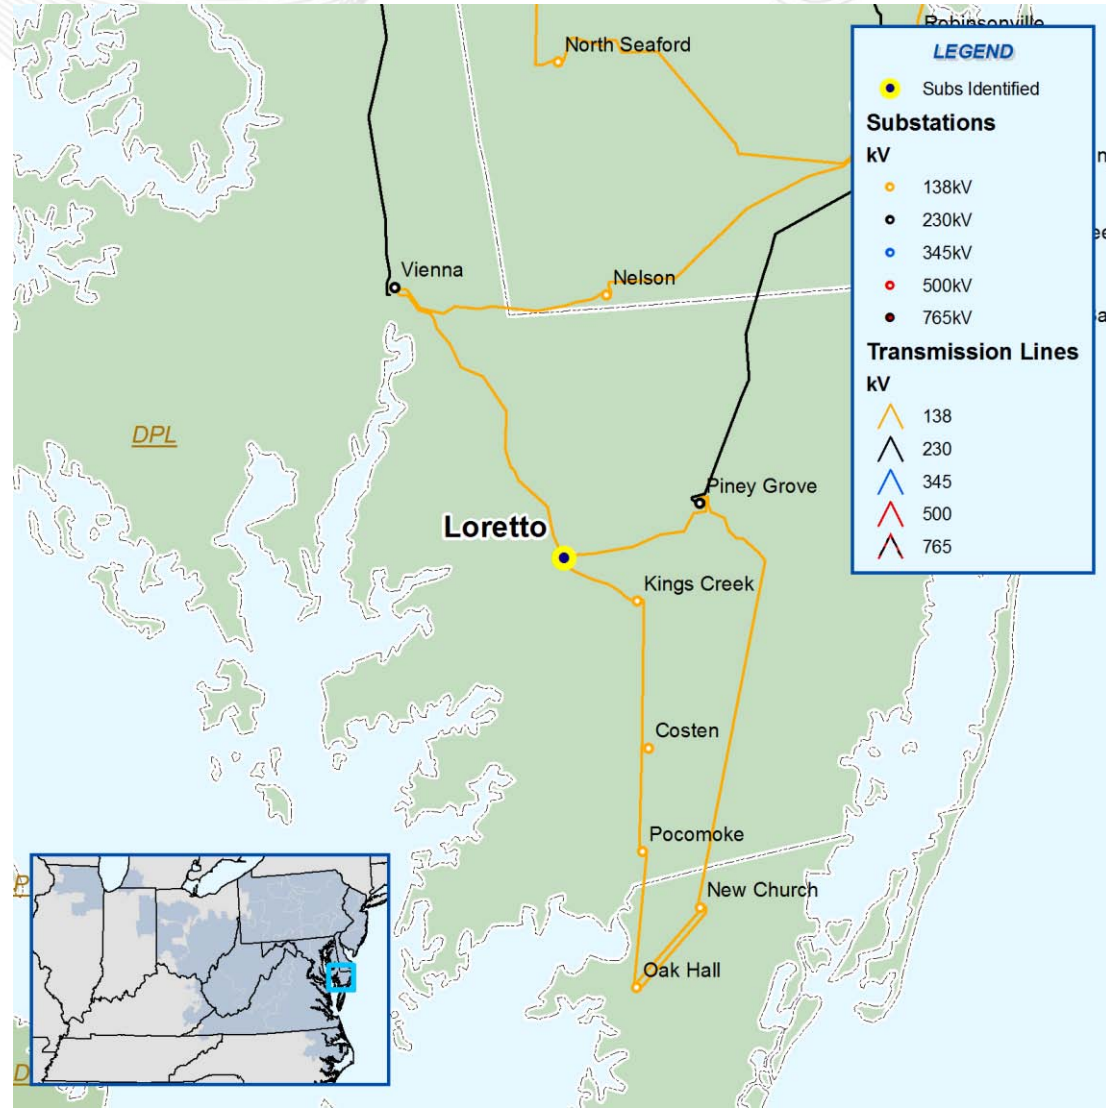 Robinsonville
North Seaford
LEGEND
Subs Identified
Substations
kV
138kV
230kV
345kV
500kV
765kV
Transmission Lines
kV
138
230
345
500
765
Vienna
Nelson
DPL
Piney Grove
Loretto
Kings Creek
Costen
Pocomoke
New Church
Oak Hall
P
D